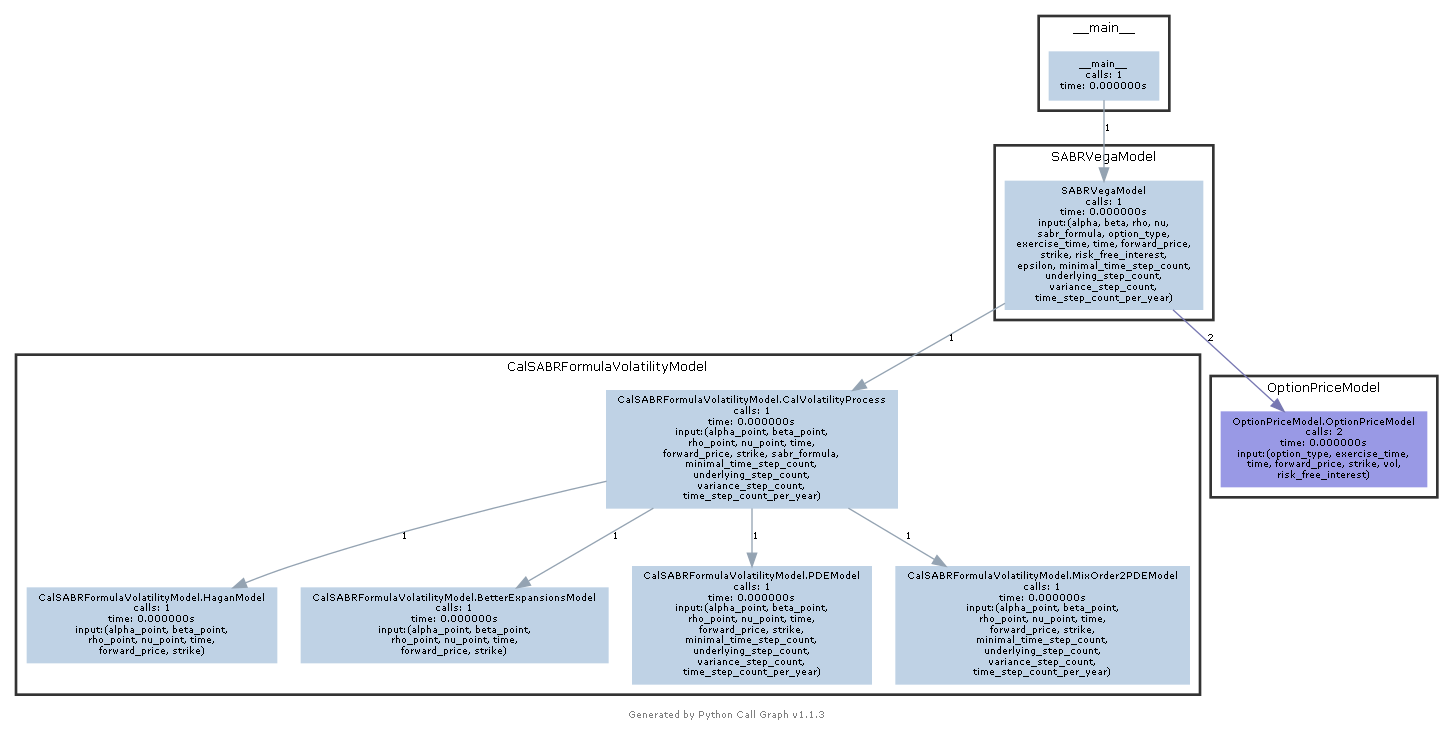 __main__
__main__
calls: 1
time: 0.000000s
1
SABRVegaModel
SABRVegaModel
calls: 1
time: 0.000000s
input:(alpha, beta, rho, nu,
sabr_formula, option_type,
exercise_time, time, forward_price,
strike, risk_free_interest,
epsilon, minimal_time_step_count,
underlying_step_count,
variance_step_count,
time_step_count_per_year)
1
2
CalSABRFormulaVolatilityModel
CalSABRFormulaVolatilityModel.CalVolatilityProcess
calls: 1
time: 0.000000s
input:(alpha_point, beta_point,
rho_point, nu_point, time,
forward_price, strike, sabr_formula,
minimal_time_step_count,
underlying_step_count,
variance_step_count,
time_step_count_per_year)
OptionPriceModel
OptionPriceModel.OptionPriceModel
calls: 2
time: 0.000000s
input:(option_type, exercise_time,
time, forward_price, strike, vol,
risk_free_interest)
1
1
1
1
CalSABRFormulaVolatilityModel.HaganModel
calls: 1
time: 0.000000s
input:(alpha_point, beta_point,
rho_point, nu_point, time,
forward_price, strike)
CalSABRFormulaVolatilityModel.BetterExpansionsModel
calls: 1
time: 0.000000s
input:(alpha_point, beta_point,
rho_point, nu_point, time,
forward_price, strike)
CalSABRFormulaVolatilityModel.PDEModel
calls: 1
time: 0.000000s
input:(alpha_point, beta_point,
rho_point, nu_point, time,
forward_price, strike,
minimal_time_step_count,
underlying_step_count,
variance_step_count,
time_step_count_per_year)
CalSABRFormulaVolatilityModel.MixOrder2PDEModel
calls: 1
time: 0.000000s
input:(alpha_point, beta_point,
rho_point, nu_point, time,
forward_price, strike,
minimal_time_step_count,
underlying_step_count,
variance_step_count,
time_step_count_per_year)
Generated by Python Call Graph v1.1.3